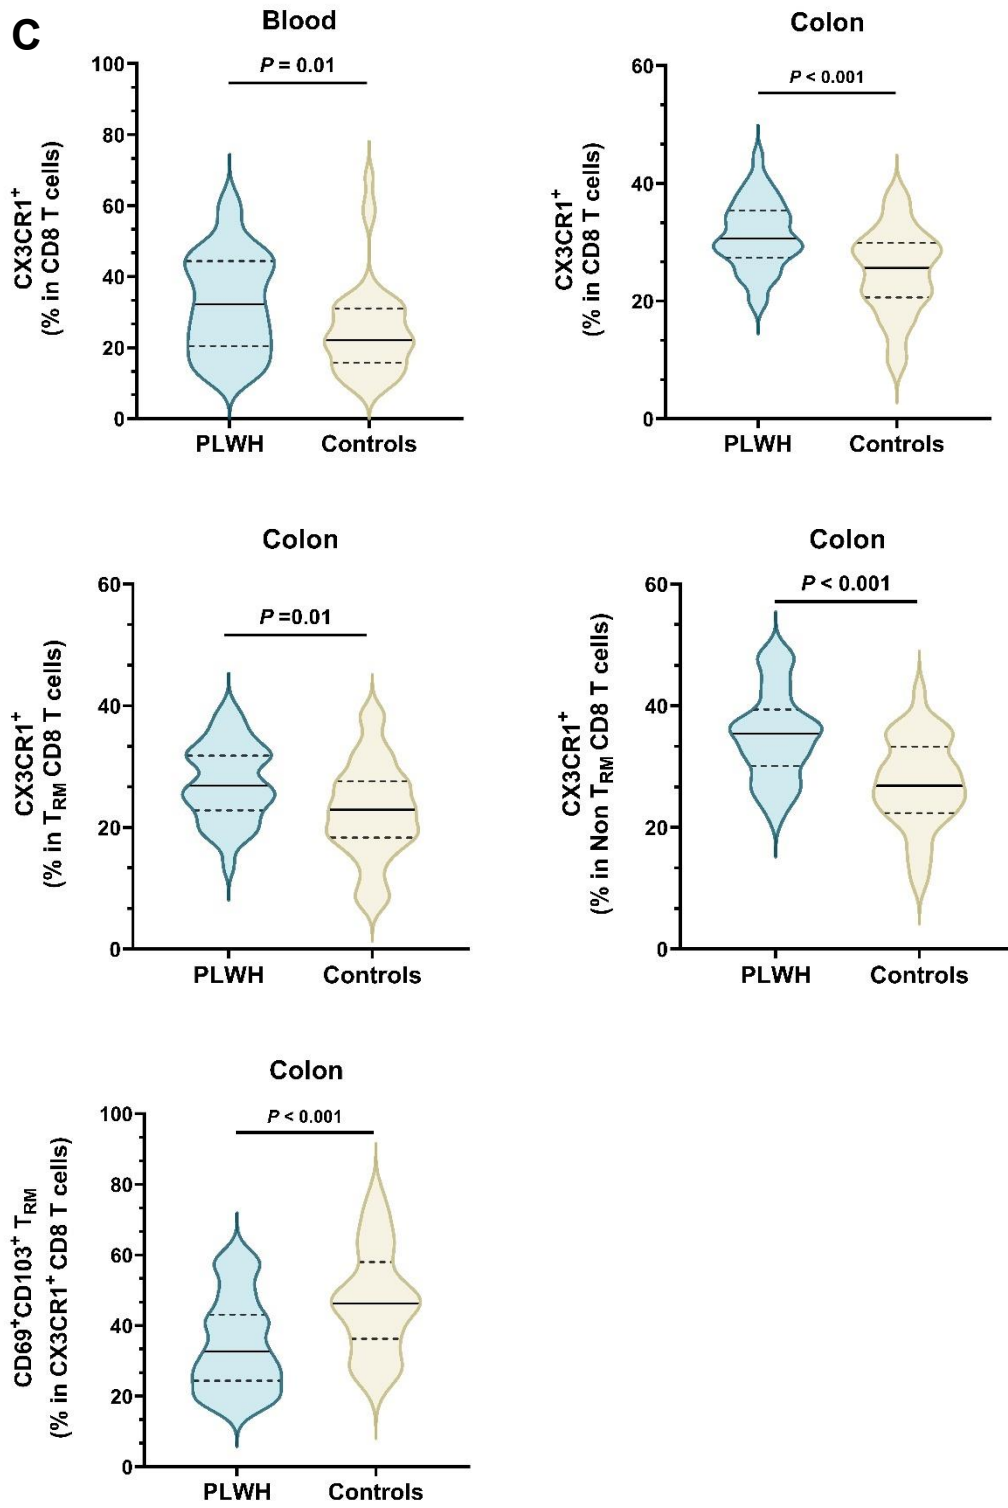 C
Blood
P = 0.01
CX3CR1+
(% in CD8 T cells)
100
80
60
40
20
0
PLWH Controls
Colon
P < 0.001
CX3CR1+
(% in CD8 T cells)
60
40
20
0
PLWH Controls
Colon
P =0.01
CX3CR1+
(% in TRM CD8 T cells)
60
40
20
0
PLWH Controls
Colon
P < 0.001
CX3CR1+
(% in Non TRM CD8 T cells)
60
40
20
0
PLWH Controls
Colon
P < 0.001
CD69+CD103+ TRM
(% in CX3CR1+ CD8 T cells)
100
80
60
40
20
0
PLWH Controls